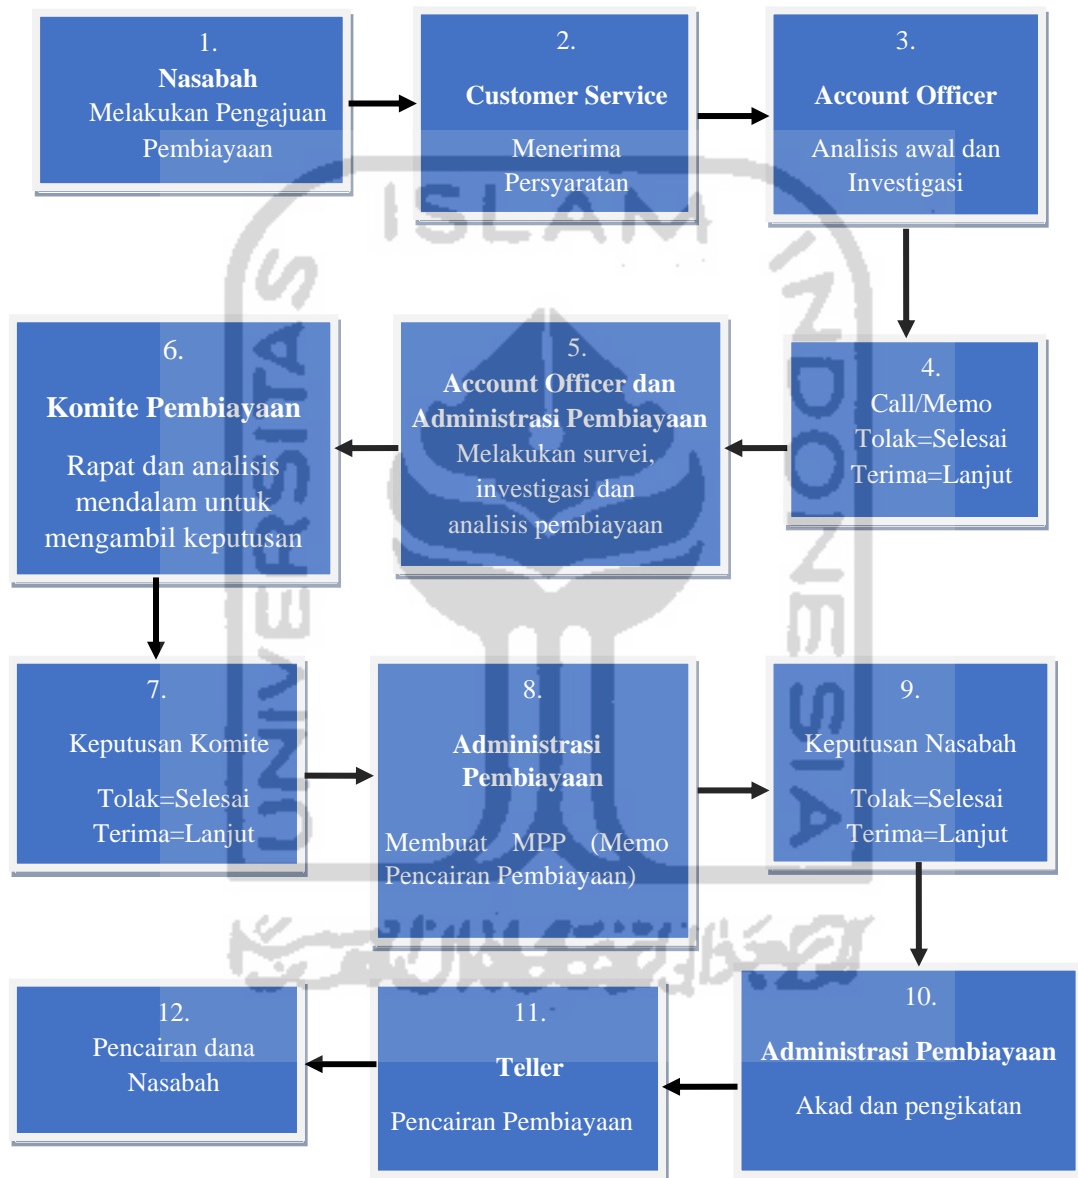 1.
Nasabah
Melakukan Pengajuan
Pembiayaan
2.
Customer Service
Menerima
Persyaratan
3.
Account Officer
Analisis awal dan
Investigasi
4.
Call/Memo
Tolak=Selesai
Terima=Lanjut
5.
Account Officer dan
Administrasi Pembiayaan
Melakukan survei,
investigasi dan
analisis pembiayaan
6.
Komite Pembiayaan
Rapat dan analisis
mendalam untuk
mengambil keputusan
7.
Keputusan Komite
Tolak=Selesai
Terima=Lanjut
8.
Administrasi
Pembiayaan
Membuat MPP (Memo
Pencairan Pembiayaan)
9.
Keputusan Nasabah
Tolak=Selesai
Terima=Lanjut
10.
Administrasi Pembiayaan
Akad dan pengikatan
11.
Teller
Pencairan Pembiayaan
12.
Pencairan dana
Nasabah
UNIVERSITAS
ISLAM
INDONESIA